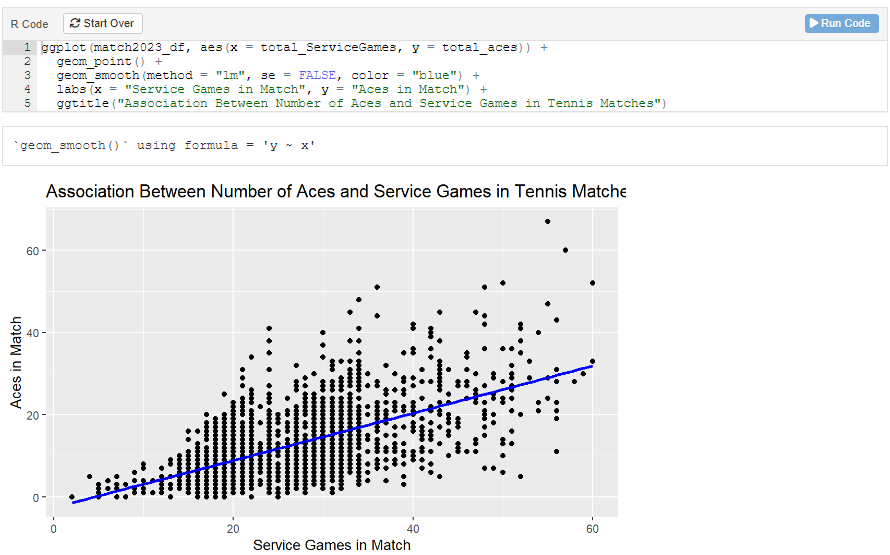 R Code Start Over Run Code
1 ggplot(match2023_df, aes(x = total_ServiceGames, y = total_aces)) +
2 geom_point() +
3 geom_smooth(method = "lm", se = FALSE, color = "blue") +
4 labs(x = "Service Games in Match", y = "Aces in Match") +
5 ggtitle("Association Between Number of Aces and Service Games in Tennis Matches")
`geom_smooth()` using formula = 'y ~ x'
Association Between Number of Aces and Service Games in Tennis Matche
Aces in Match
60
40
20
0
0 20 40 60
Service Games in Match